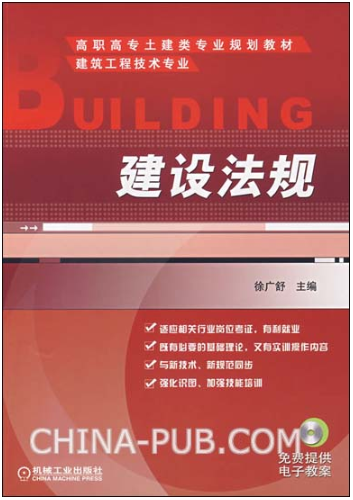 高职高专土建类专业规划教材
建筑工程技术专业
BUILDING
建设法规
徐广舒 主编
适应相关行业岗位考证，有利就业
既有必要的基础理论，又有实训操作内容
与新技术、新规范同步
强化识图、加强技能培训
CHINA-PUB.COM
免费提供
电子教案
机械工业出版社
CHINA MACHINE PRESS